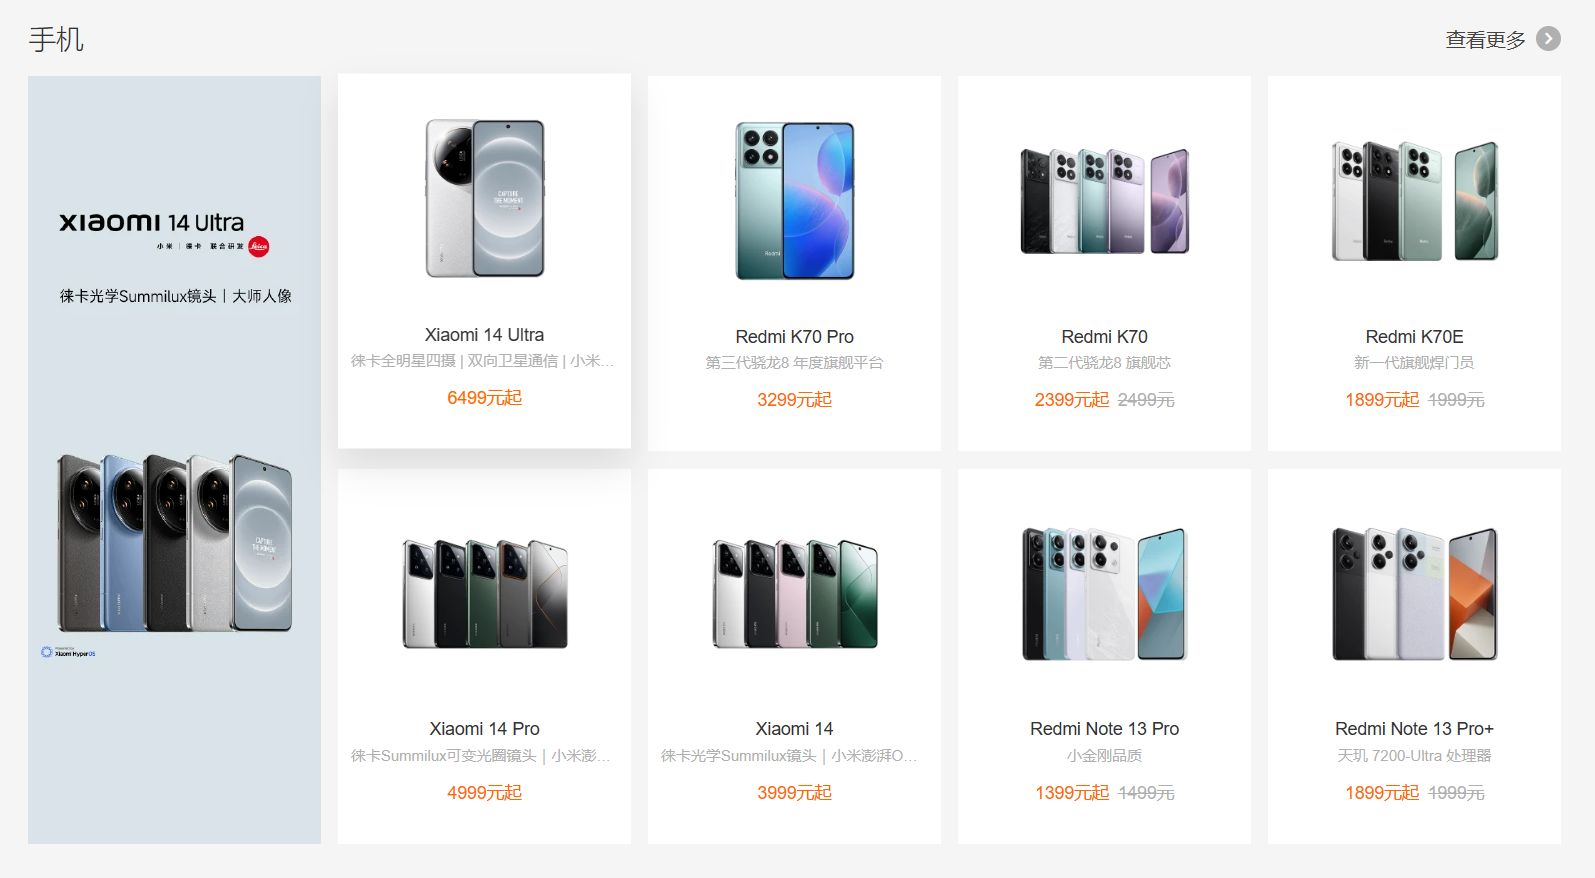 手机
查看更多
xiaomi 14 Ultra
小米 | 徕卡 联合研发 Leica
徕卡光学Summilux镜头｜大师人像
CAPTURE
THE MOMENT
Xiaomi HyperOS
CAPTURE
THE MOMENT
Xiaomi 14 Ultra
徕卡全明星四摄 | 双向卫星通信 | 小米...
6499元起
Redmi
Redmi K70 Pro
第三代骁龙8 年度旗舰平台
3299元起
Redmi K70
第二代骁龙8 旗舰芯
2399元起 2499元
Redmi K70E
新一代旗舰焊门员
1899元起 1999元
Xiaomi 14 Pro
徕卡Summilux可变光圈镜头｜小米澎...
4999元起
Xiaomi 14
徕卡光学Summilux镜头｜小米澎湃O...
3999元起
Redmi Note 13 Pro
小金刚品质
1399元起 1499元
Redmi Note 13 Pro+
天玑 7200-Ultra 处理器
1899元起 1999元